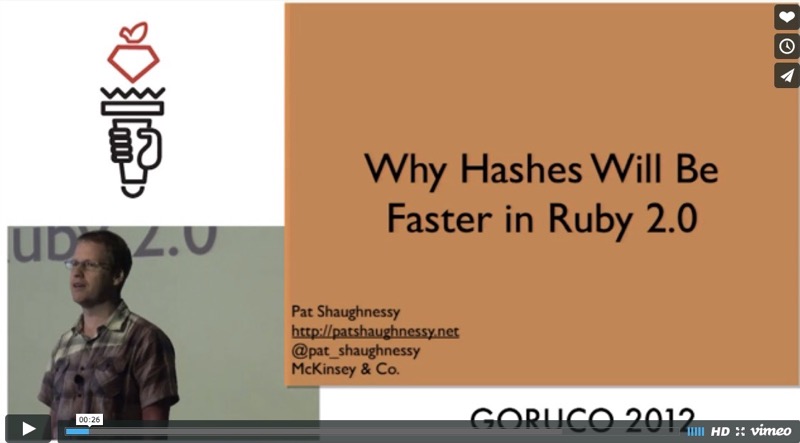 Why Hashes Will Be
Faster in Ruby 2.0
uby 2.0
Pat Shaughnessy
http://patshaughnessy.net
@pat_shaughnessy
McKinsey & Co.
GORUCO 2012
00:26
HD vimeo